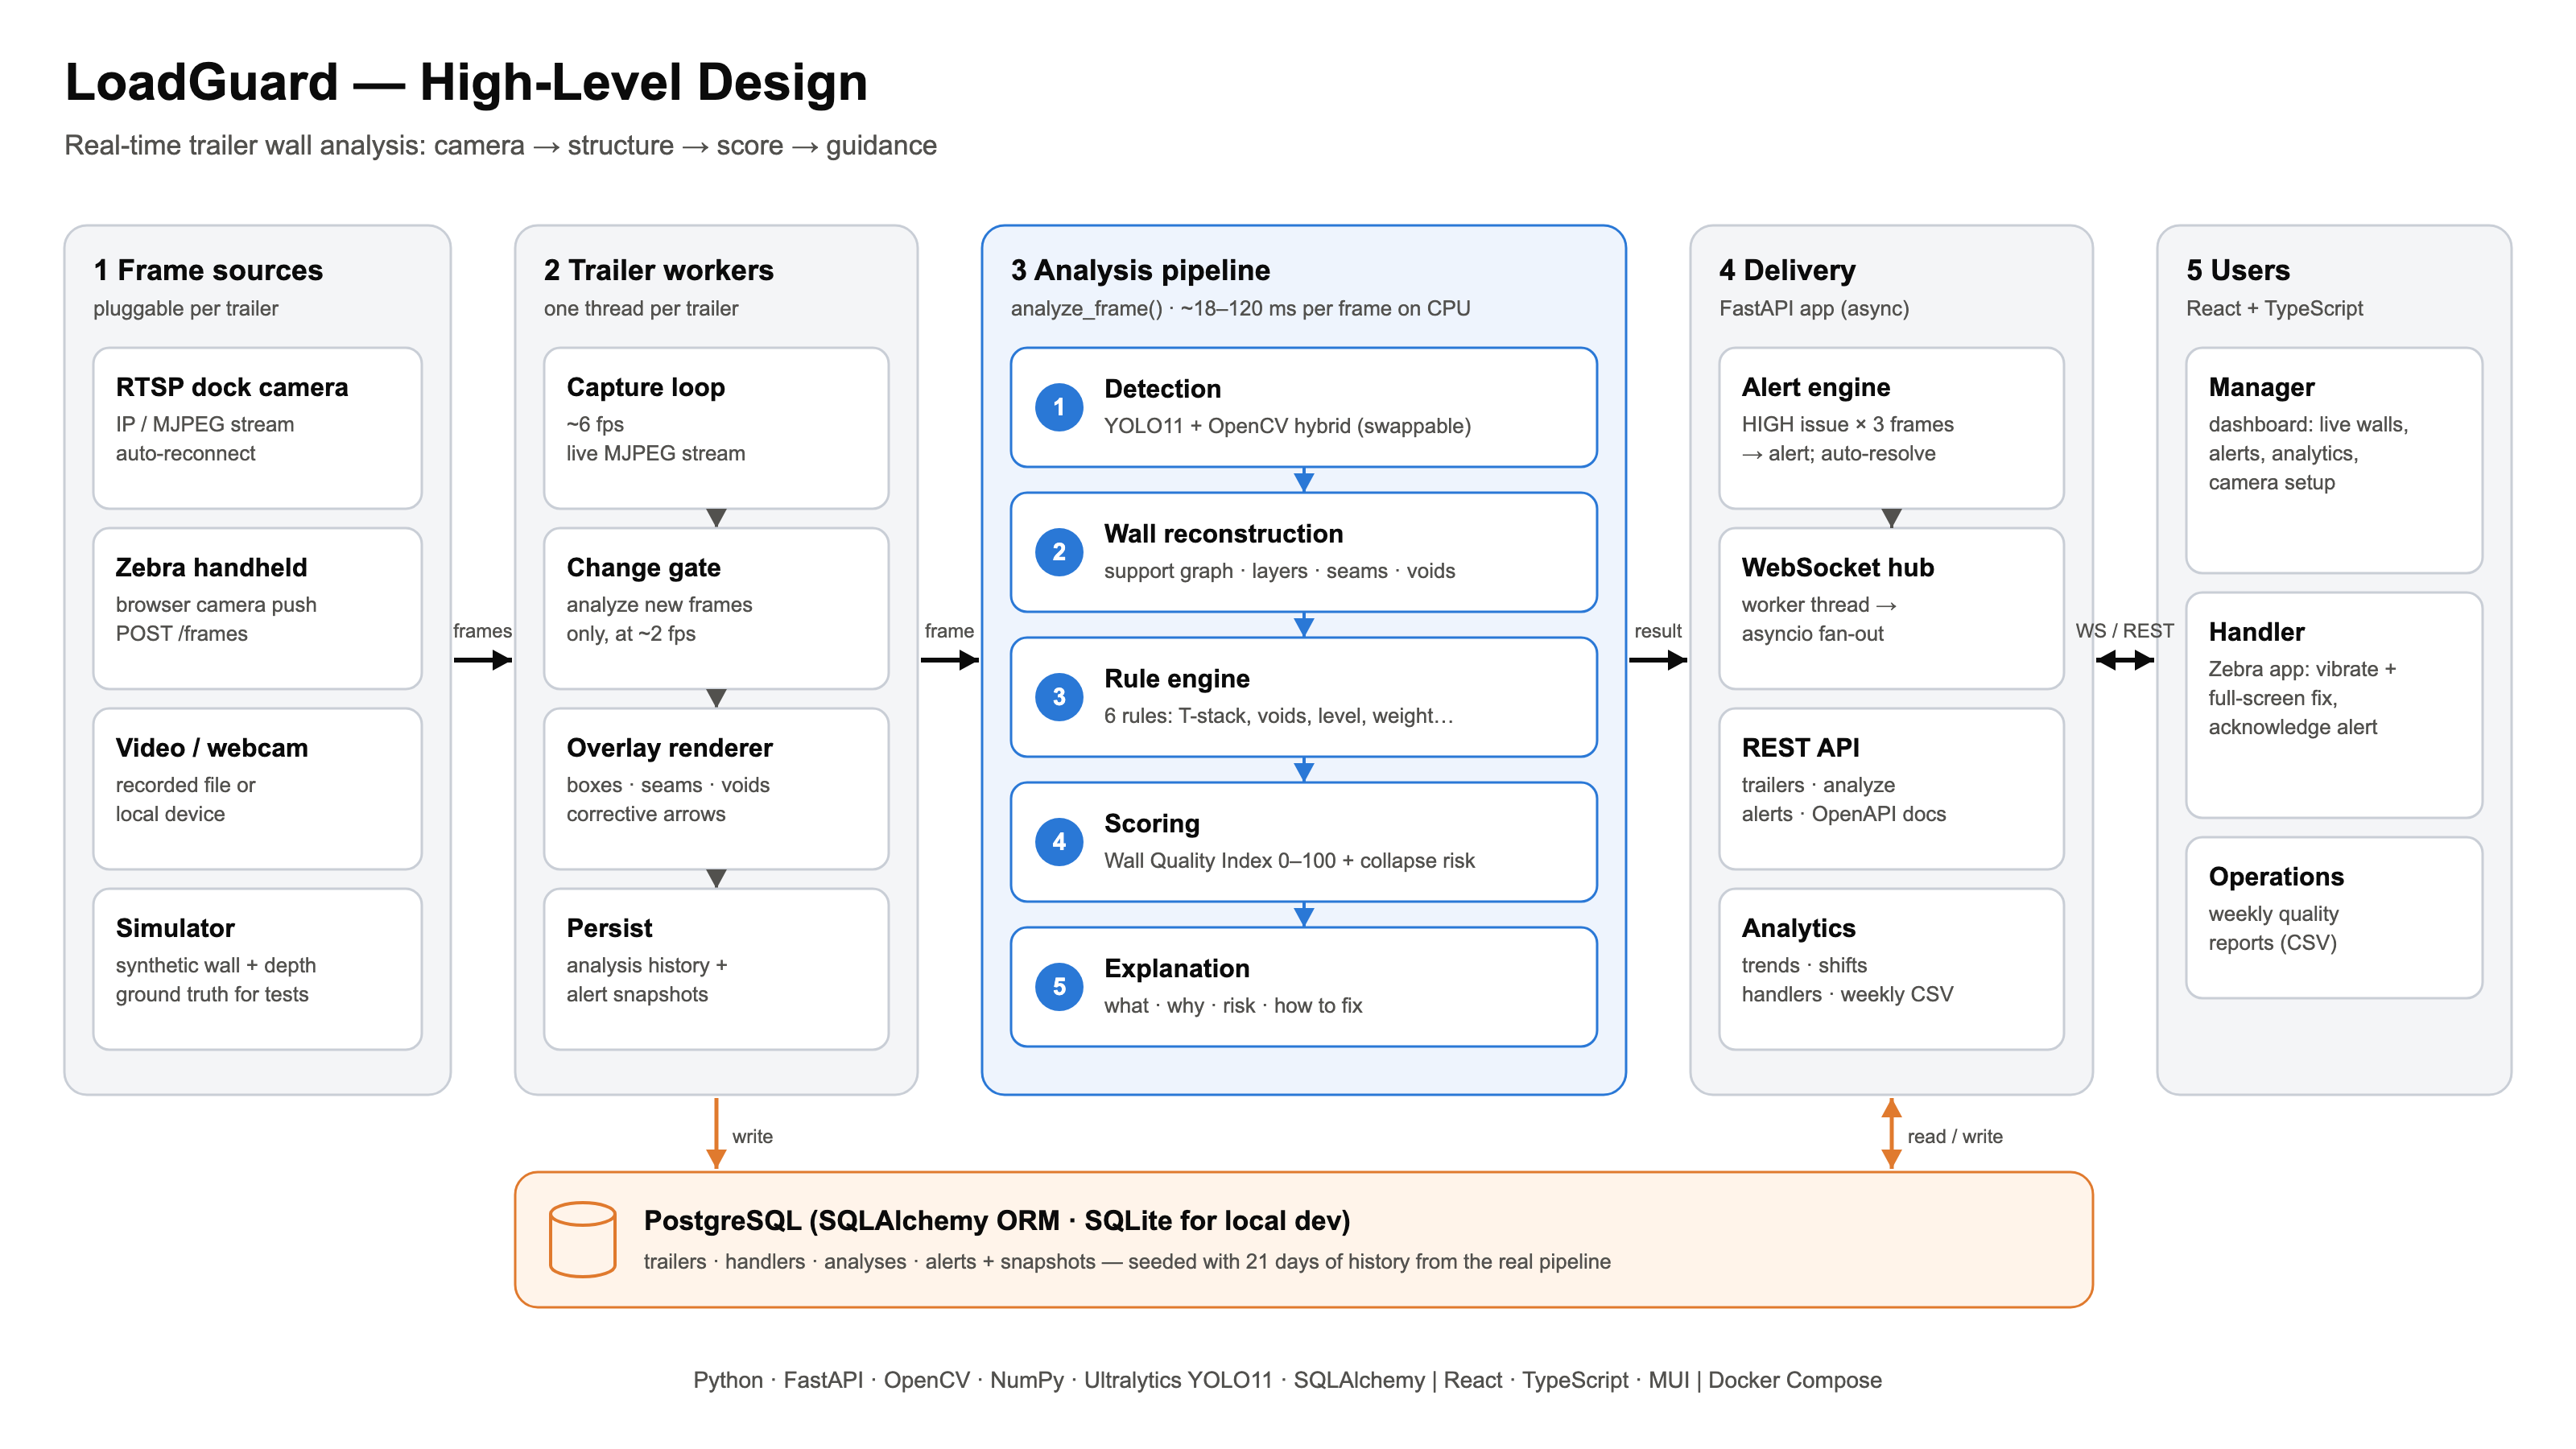 LoadGuard — High-Level Design
Real-time trailer wall analysis: camera → structure → score → guidance
1 Frame sources
pluggable per trailer
RTSP dock camera
IP / MJPEG stream
auto-reconnect
Zebra handheld
browser camera push
POST /frames
Video / webcam
recorded file or
local device
Simulator
synthetic wall + depth
ground truth for tests
frames
2 Trailer workers
one thread per trailer
Capture loop
~6 fps
live MJPEG stream
Change gate
analyze new frames
only, at ~2 fps
Overlay renderer
boxes · seams · voids
corrective arrows
Persist
analysis history +
alert snapshots
frame
3 Analysis pipeline
analyze_frame() · ~18–120 ms per frame on CPU
1
Detection
YOLO11 + OpenCV hybrid (swappable)
2
Wall reconstruction
support graph · layers · seams · voids
3
Rule engine
6 rules: T-stack, voids, level, weight…
4
Scoring
Wall Quality Index 0–100 + collapse risk
5
Explanation
what · why · risk · how to fix
result
4 Delivery
FastAPI app (async)
Alert engine
HIGH issue × 3 frames
→ alert; auto-resolve
WebSocket hub
worker thread →
asyncio fan-out
REST API
trailers · analyze
alerts · OpenAPI docs
Analytics
trends · shifts
handlers · weekly CSV
WS / REST
5 Users
React + TypeScript
Manager
dashboard: live walls,
alerts, analytics,
camera setup
Handler
Zebra app: vibrate +
full-screen fix,
acknowledge alert
Operations
weekly quality
reports (CSV)
write
read / write
PostgreSQL (SQLAlchemy ORM · SQLite for local dev)
trailers · handlers · analyses · alerts + snapshots — seeded with 21 days of history from the real pipeline
Python · FastAPI · OpenCV · NumPy · Ultralytics YOLO11 · SQLAlchemy | React · TypeScript · MUI | Docker Compose